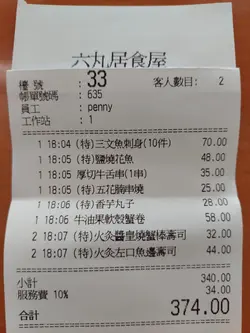 六丸居食屋
檯 號 : 33 客人數目: 2
帳單號碼 : 635
員工 : penny
工作站 :
1 18:04 (特)三文魚刺身(10件) 70.00
1 18:05 (特)鹽燒花魚 48.00
1 18:05 厚切牛舌串(1串) 35.00
1 18:05 (特)五花腩串燒 25.00
1 18:06 (特)香芋丸子 28.00
1 18:06 牛油果軟殼蟹卷 58.00
2 18:07 (特)火灸醬皇燒蟹棒壽司 32.00
2 18:07 (特)火灸左口魚邊壽司 44.00
小計 340.00
服務費 10% 34.00
合計 374.00